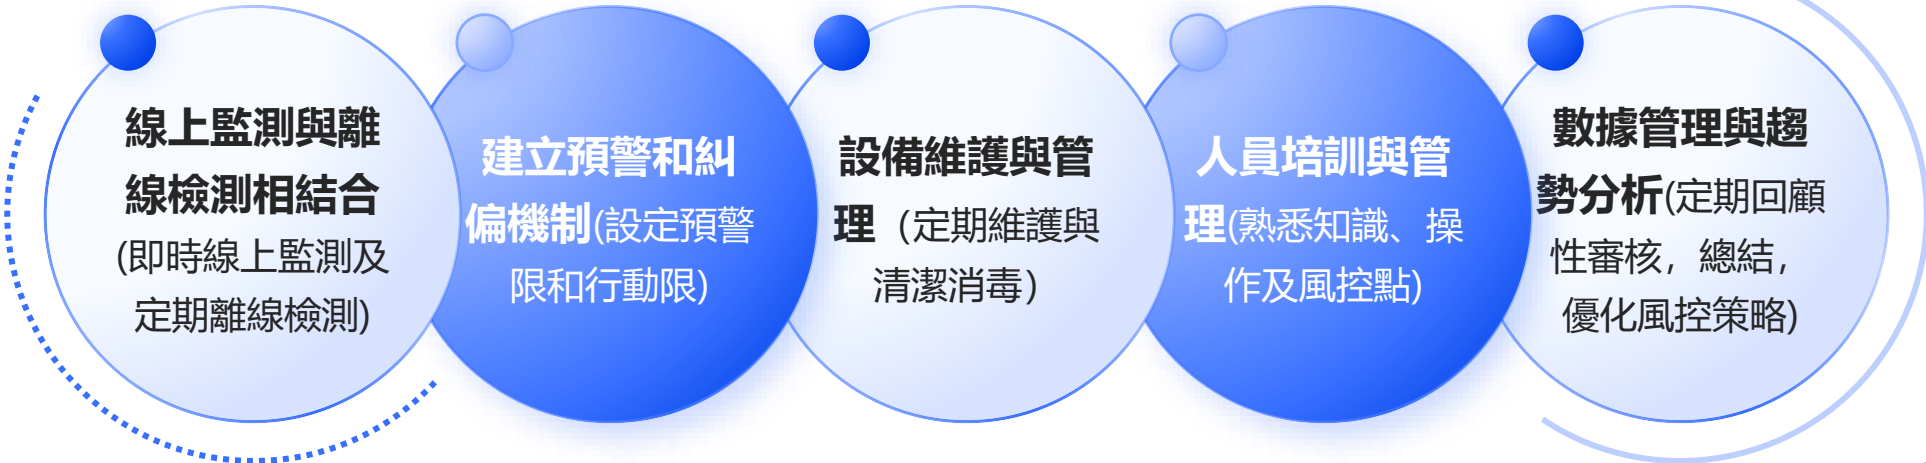 線上監測與離
線檢測相結合
(即時線上監測及
定期離線檢測)
建立預警和糾
偏機制(設定預警
限和行動限)
設備維護與管
理（定期維護與
清潔消毒）
人員培訓與管
理(熟悉知識、操
作及風控點)
數據管理與趨
勢分析(定期回顧
性審核，總結，
優化風控策略)